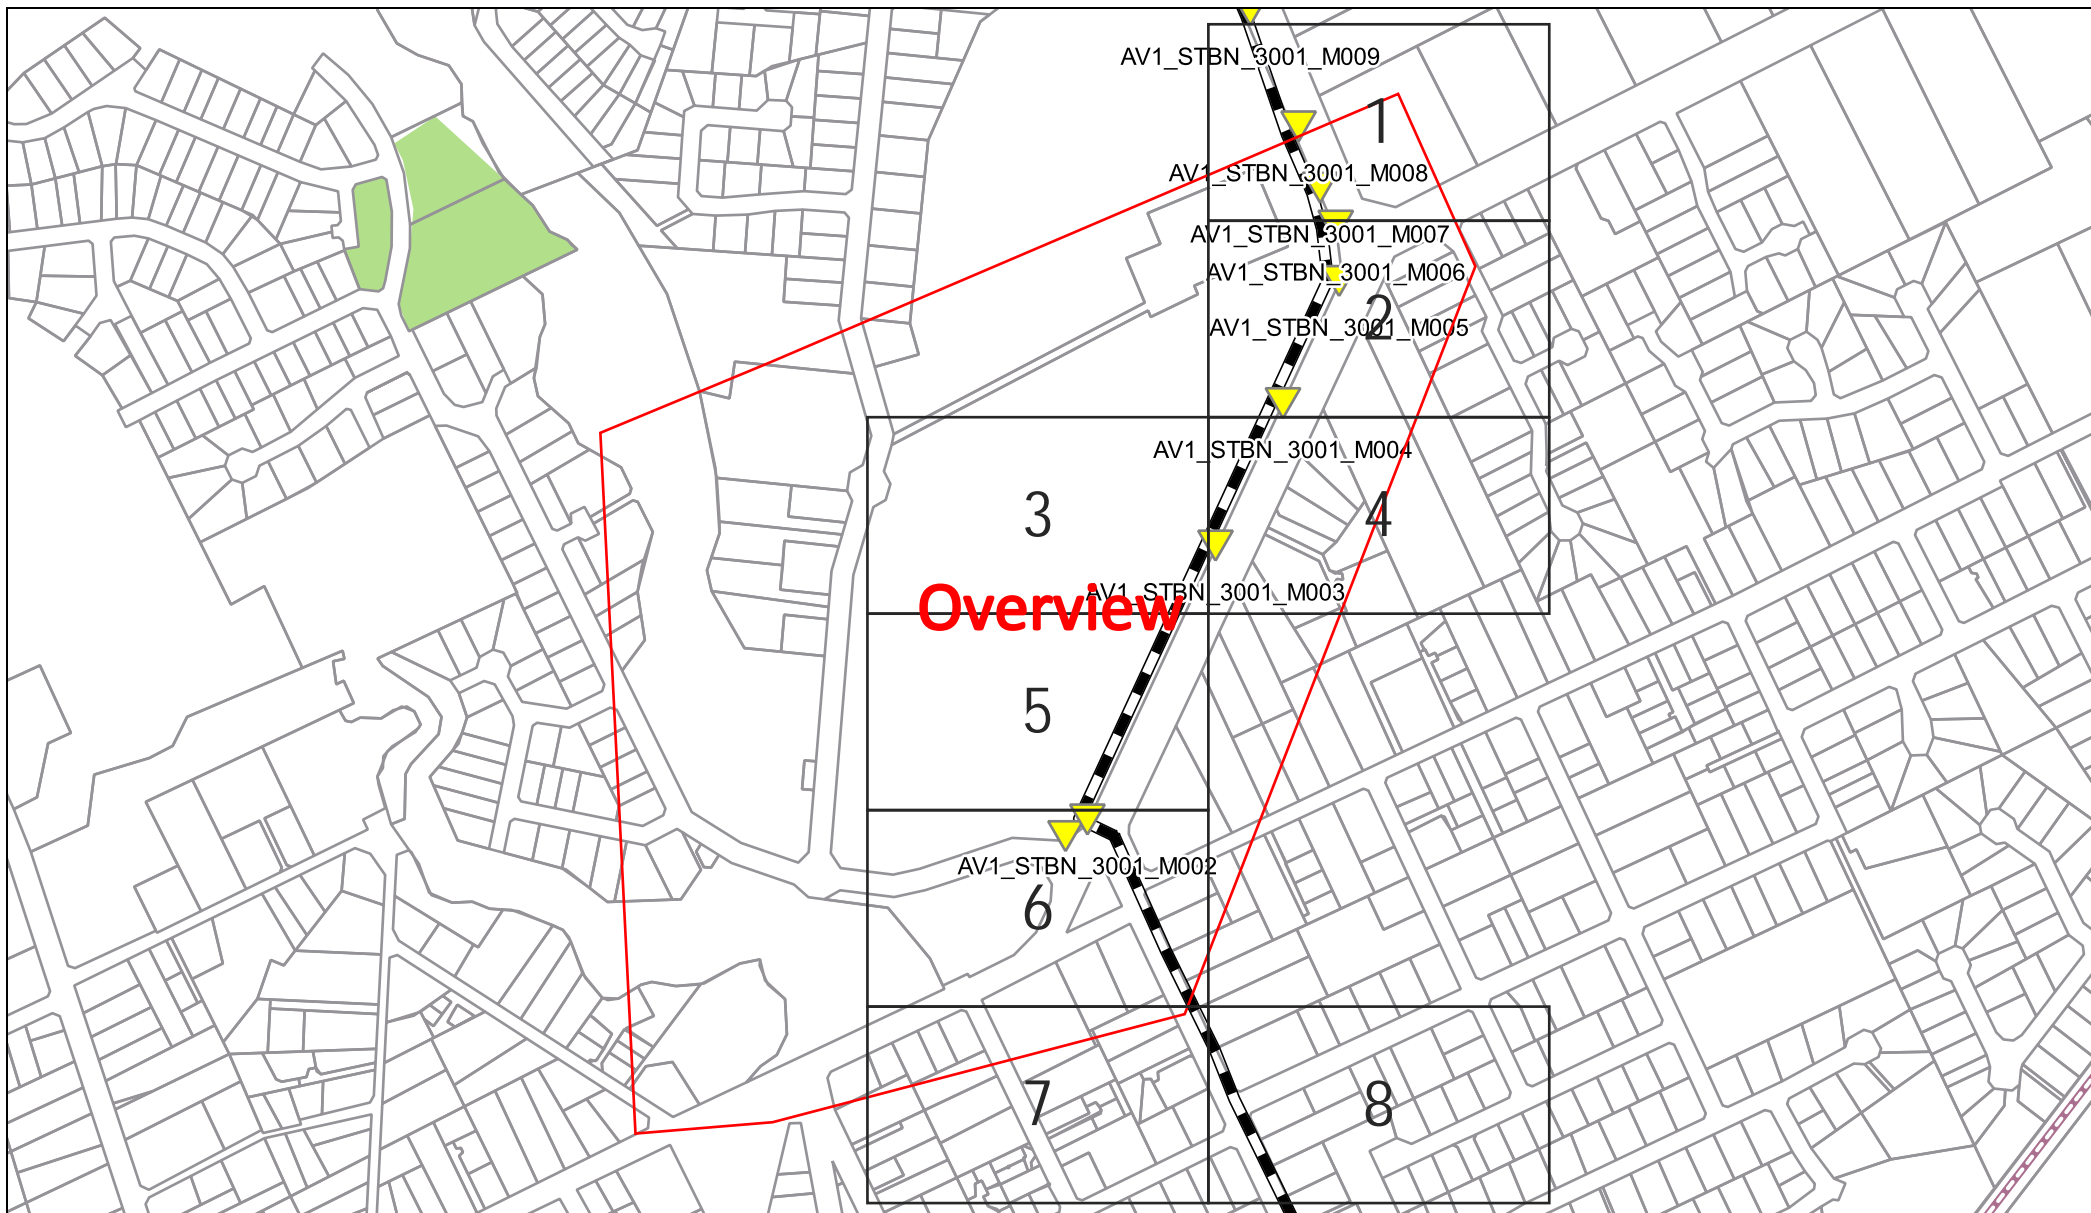 AV1_STBN_3001_M009
1
AV1_STBN_3001_M008
AV1_STBN_3001_M007
AV1_STBN_3001_M006
2
AV1_STBN_3001_M005
AV1_STBN_3001_M004
3
4
AV1_STBN_3001_M003
Overview
5
AV1_STBN_3001_M002
6
7
8